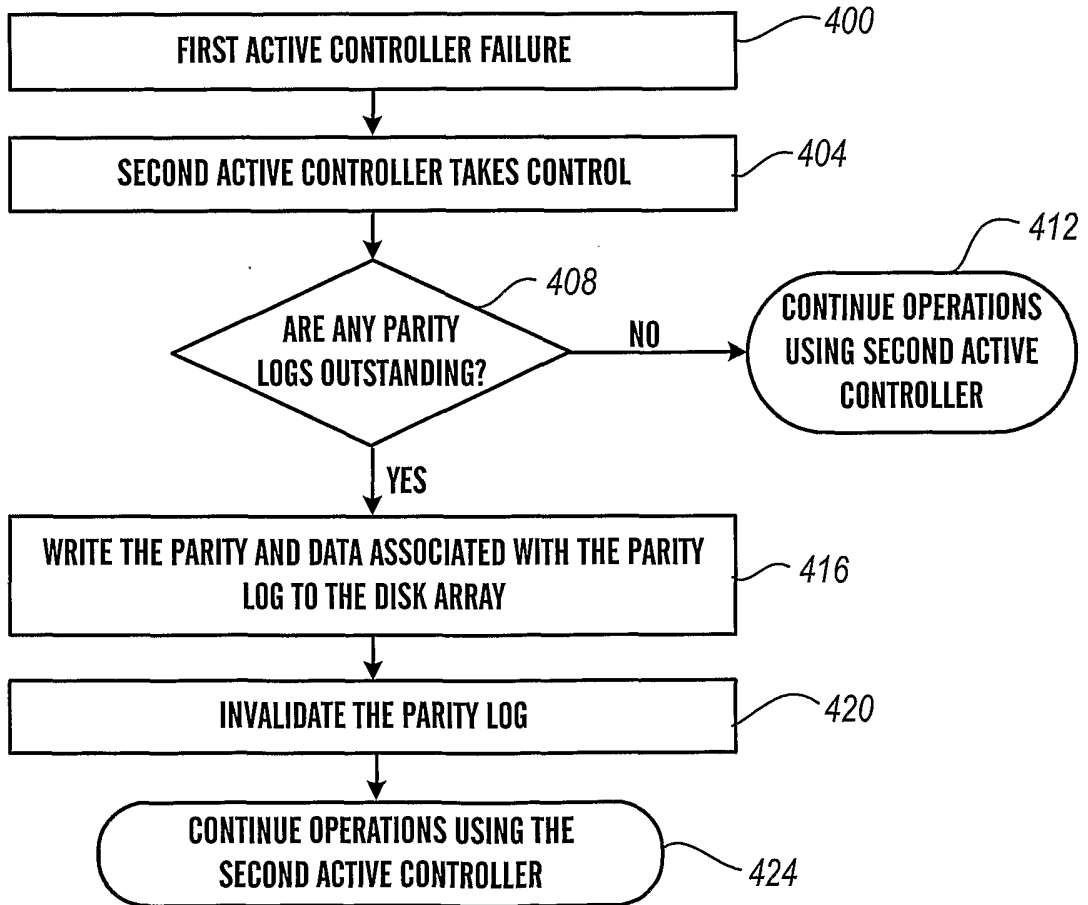 400
FIRST ACTIVE CONTROLLER FAILURE
404
SECOND ACTIVE CONTROLLER TAKES CONTROL
408
ARE ANY PARITY
LOGS OUTSTANDING?
NO
412
CONTINUE OPERATIONS
USING SECOND ACTIVE
CONTROLLER
YES
WRITE THE PARITY AND DATA ASSOCIATED WITH THE PARITY
LOG TO THE DISK ARRAY
416
INVALIDATE THE PARITY LOG
420
CONTINUE OPERATIONS USING THE
SECOND ACTIVE CONTROLLER
424